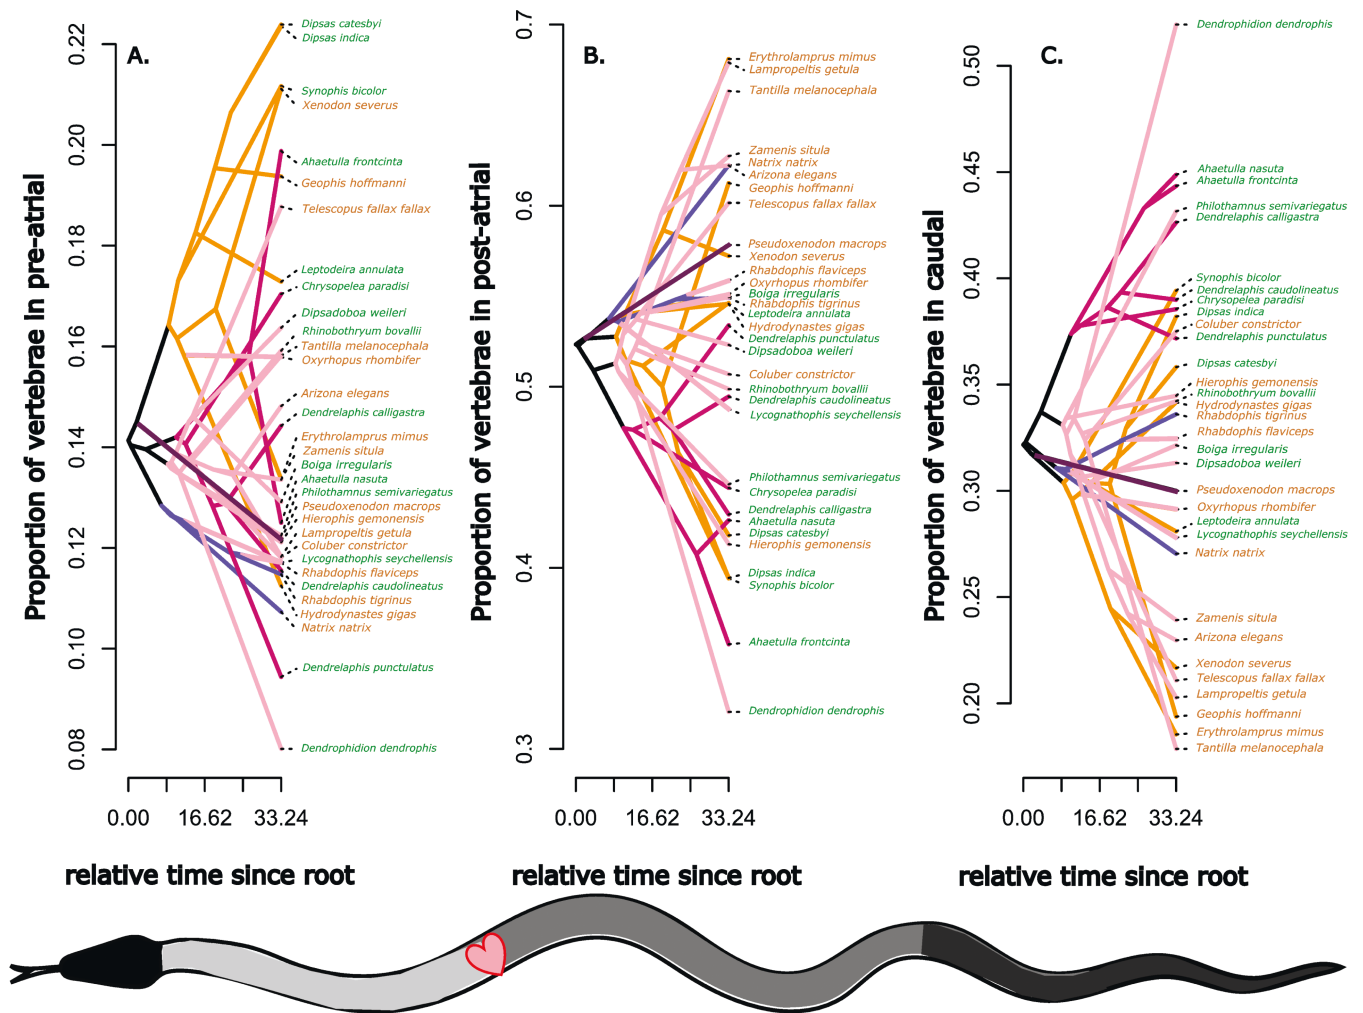 A.
Proportion of vertebrae in pre-atrial
0.22
0.20
0.18
0.16
0.14
0.12
0.10
0.08
Dipsas catesbyi
Dipsas indica
Synophis bicolor
Xenodon severus
Ahaetulla frontcinta
Geophis hoffmanni
Telescopus fallax fallax
Leptodeira annulata
Chrysopelea paradisi
Dipsadoboa weileri
Rhinobothryum bovallii
Tantilla melanocephala
Oxyrhopus rhombifer
Arizona elegans
Dendrelaphis calligastra
Erythrolamprus mimus
Zamenis situla
Boiga irregularis
Ahaetulla nasuta
Philothamnus semivariegatus
Pseudoxenodon macrops
Hierophis gemonensis
Lampropeltis getula
Coluber constrictor
Lycognathophis seychellensis
Rhabdophis flaviceps
Dendrelaphis caudolineatus
Rhabdophis tigrinus
Hydrodynastes gigas
Natrix natrix
Dendrelaphis punctulatus
Dendrophidion dendrophis
0.00 16.62 33.24
relative time since root
B.
Proportion of vertebrae in post-atrial
0.7
0.6
0.5
0.4
0.3
Erythrolamprus mimus
Lampropeltis getula
Tantilla melanocephala
Zamenis situla
Natrix natrix
Arizona elegans
Geophis hoffmanni
Telescopus fallax fallax
Pseudoxenodon macrops
Xenodon severus
Rhabdophis flaviceps
Oxyrhopus rhombifer
Boiga irregularis
Rhabdophis tigrinus
Leptodeira annulata
Hydrodynastes gigas
Dendrelaphis punctulatus
Dipsadoboa weileri
Coluber constrictor
Rhinobothryum bovallii
Dendrelaphis caudolineatus
Lycognathophis seychellensis
Philothamnus semivariegatus
Chrysopelea paradisi
Dendrelaphis calligastra
Ahaetulla nasuta
Dipsas catesbyi
Hierophis gemonensis
Dipsas indica
Synophis bicolor
Ahaetulla frontcinta
Dendrophidion dendrophis
0.00 16.62 33.24
relative time since root
C.
Proportion of vertebrae in caudal
0.50
0.45
0.40
0.35
0.30
0.25
0.20
Dendrophidion dendrophis
Ahaetulla nasuta
Ahaetulla frontcinta
Philothamnus semivariegatus
Dendrelaphis calligastra
Synophis bicolor
Dendrelaphis caudolineatus
Chrysopelea paradisi
Dipsas indica
Coluber constrictor
Dendrelaphis punctulatus
Dipsas catesbyi
Hierophis gemonensis
Rhinobothryum bovallii
Hydrodynastes gigas
Rhabdophis tigrinus
Rhabdophis flaviceps
Boiga irregularis
Dipsadoboa weileri
Pseudoxenodon macrops
Oxyrhopus rhombifer
Leptodeira annulata
Lycognathophis seychellensis
Natrix natrix
Zamenis situla
Arizona elegans
Xenodon severus
Telescopus fallax fallax
Lampropeltis getula
Geophis hoffmanni
Erythrolamprus mimus
Tantilla melanocephala
0.00 16.62 33.24
relative time since root